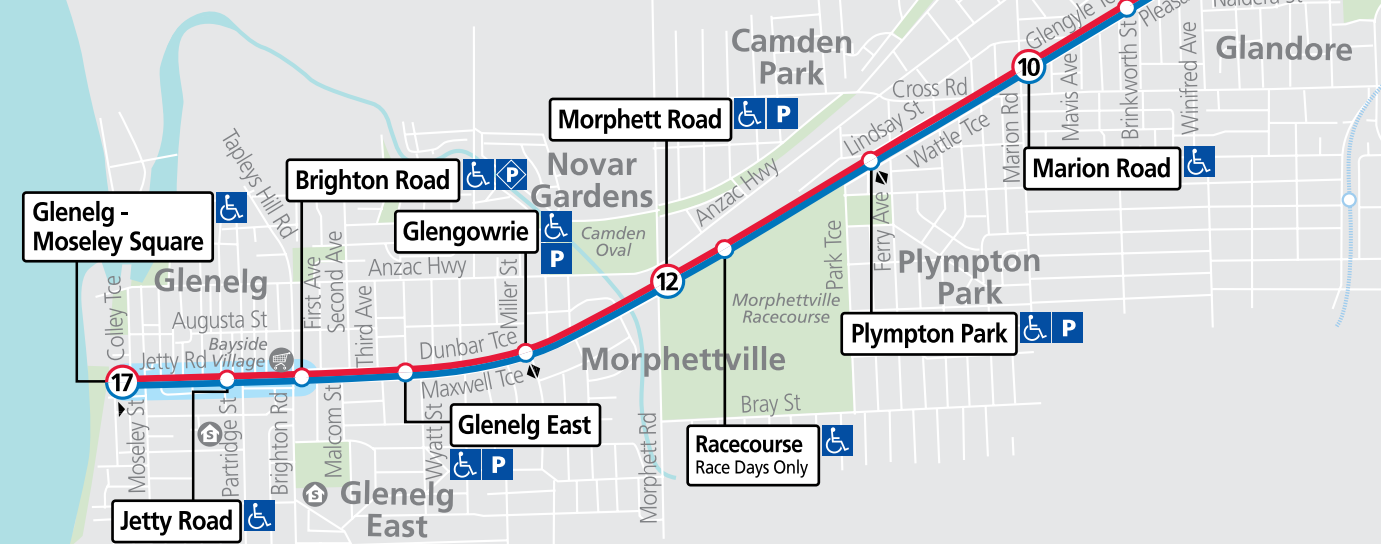 Naldera St
Glengyle Tce
Pleasa
Camden
Park
Glandore
10
Cross Rd
Mavis Ave
Brinkworth St
Winifred Ave
Morphett Road
P
Lindsay St
Wattle Tce
Marion Rd
Tapleys Hill Rd
Brighton Road
P
Novar
Gardens
Anzac Hwy
Marion Road
Glenelg -
Moseley Square
Glengowrie
P
Camden
Oval
Park Tce
Ferry Ave
Plympton
Park
Glenelg
First Ave
Second Ave
Anzac Hwy
Miller St
12
Morphettville
Racecourse
Colley Tce
Augusta St
Third Ave
Plympton Park
P
Jetty Rd
Bayside
Village
Dunbar Tce
Morphettville
17
Maxwell Tce
Bray St
Glenelg East
P
Moseley St
S
Partridge St
Brighton Rd
Malcom St
Wyatt St
Morphett Rd
Racecourse
Race Days Only
S
Glenelg
East
Jetty Road